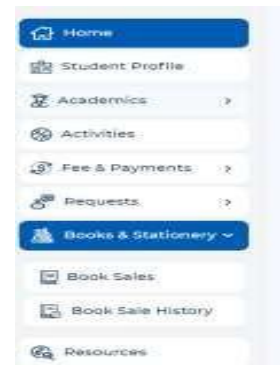 Home
Student Profile
Academics
Activities
Fee & Payments
Requests
Books & Stationery
Book Sales
Book Sale History
Resources